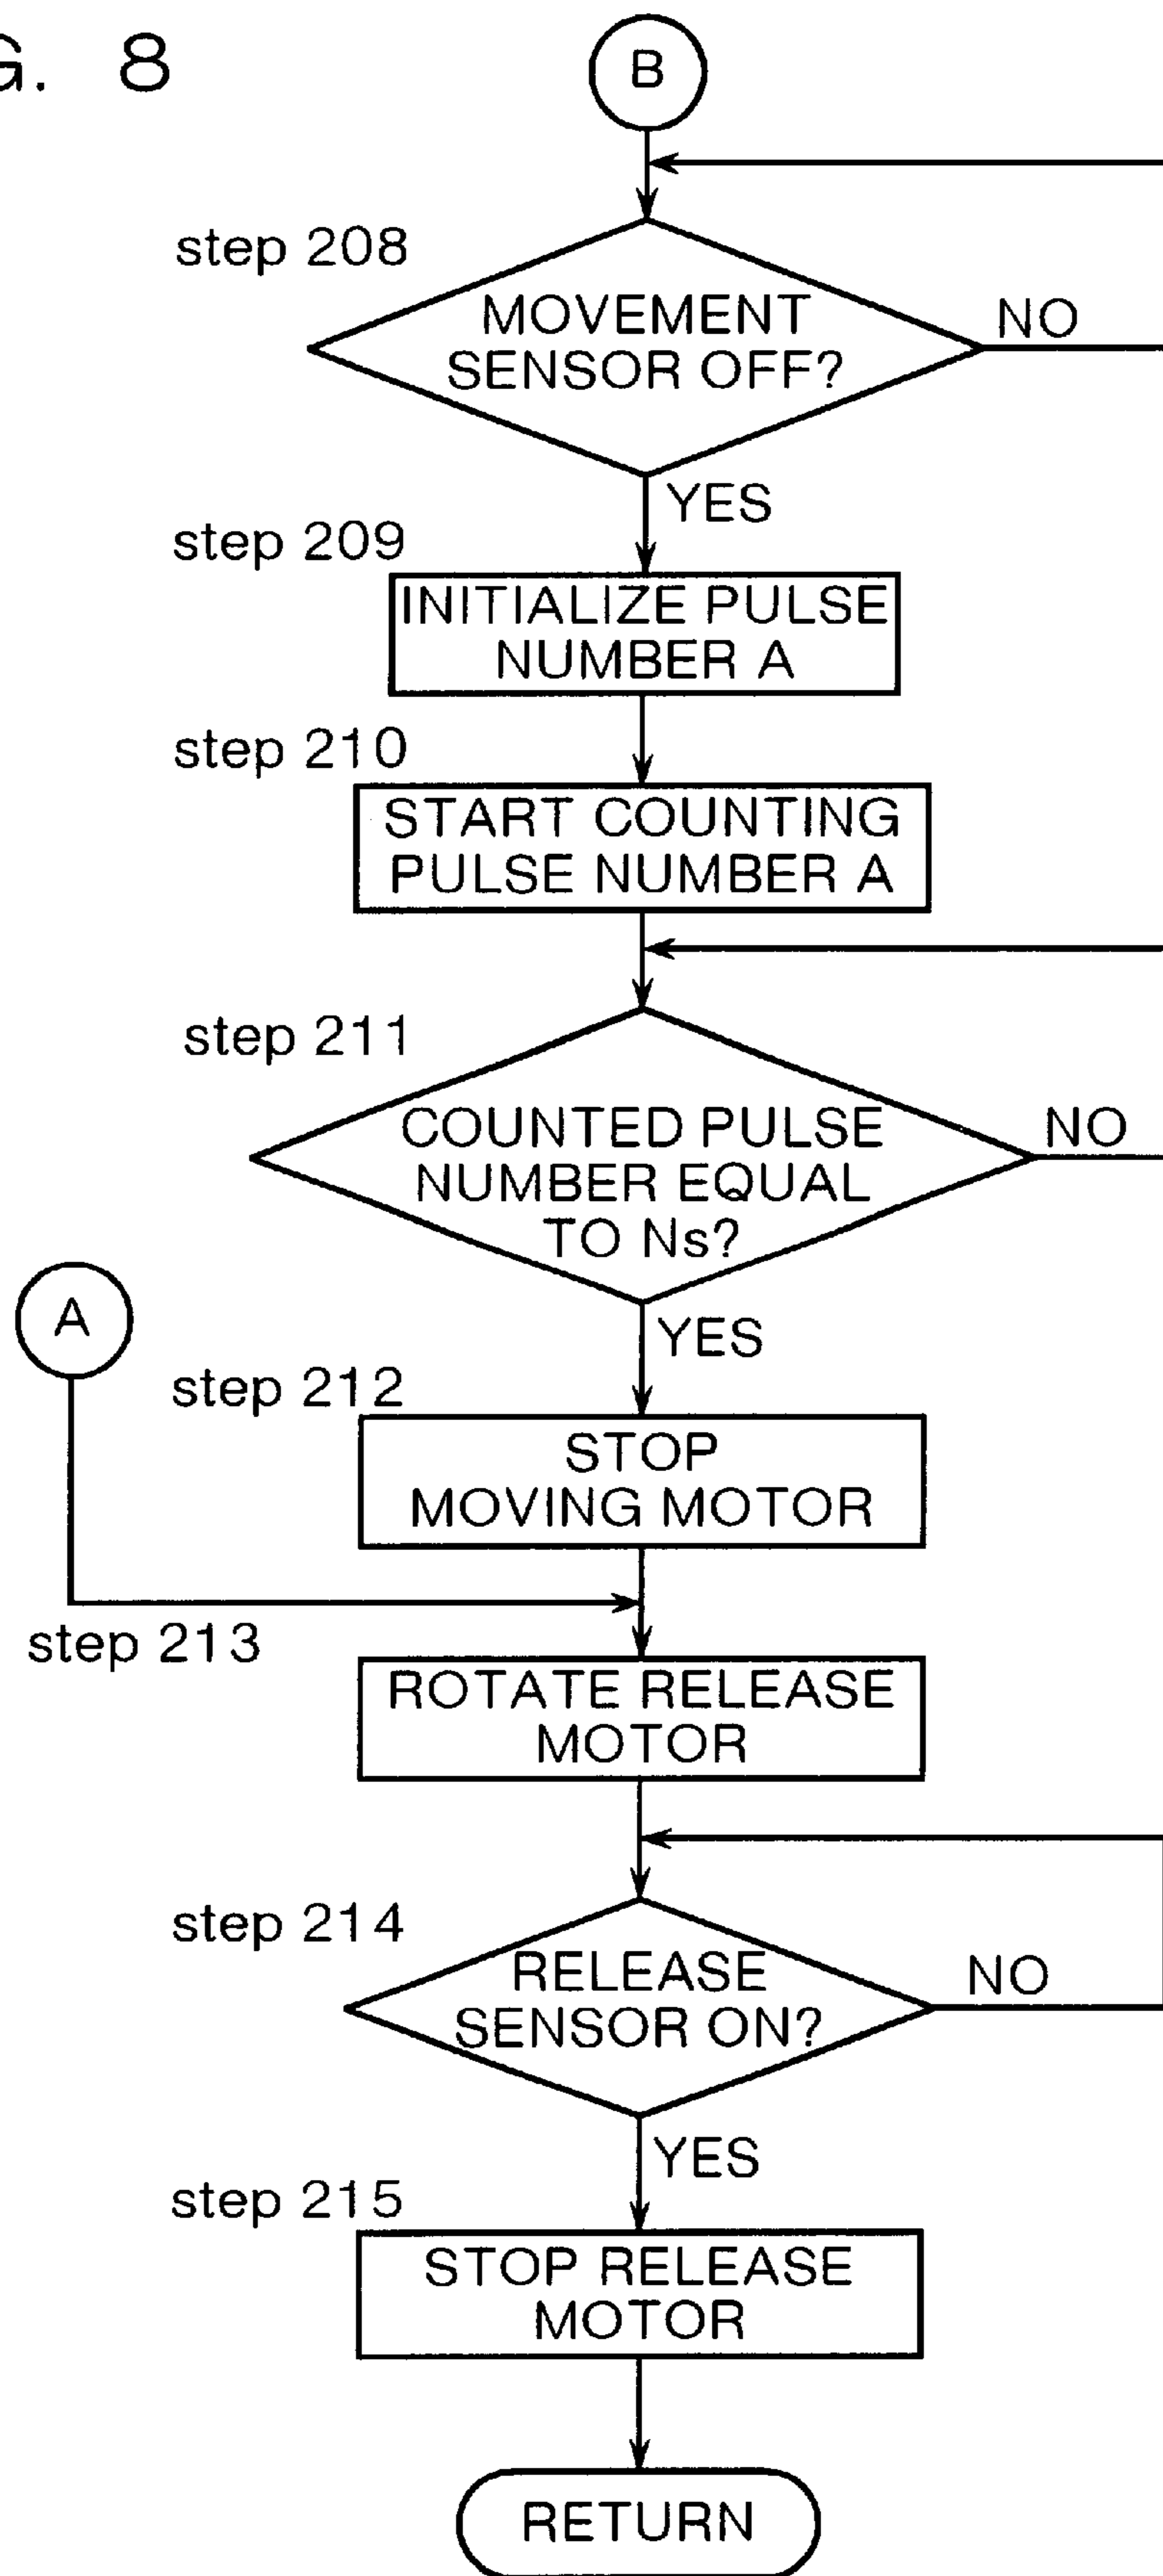 G. 8
B
step 208
MOVEMENT
SENSOR OFF?
NO
YES
step 209
INITIALIZE PULSE
NUMBER A
step 210
START COUNTING
PULSE NUMBER A
step 211
COUNTED PULSE
NUMBER EQUAL
TO Ns?
NO
A
YES
step 212
STOP
MOVING MOTOR
step 213
ROTATE RELEASE
MOTOR
step 214
RELEASE
SENSOR ON?
NO
YES
step 215
STOP RELEASE
MOTOR
RETURN